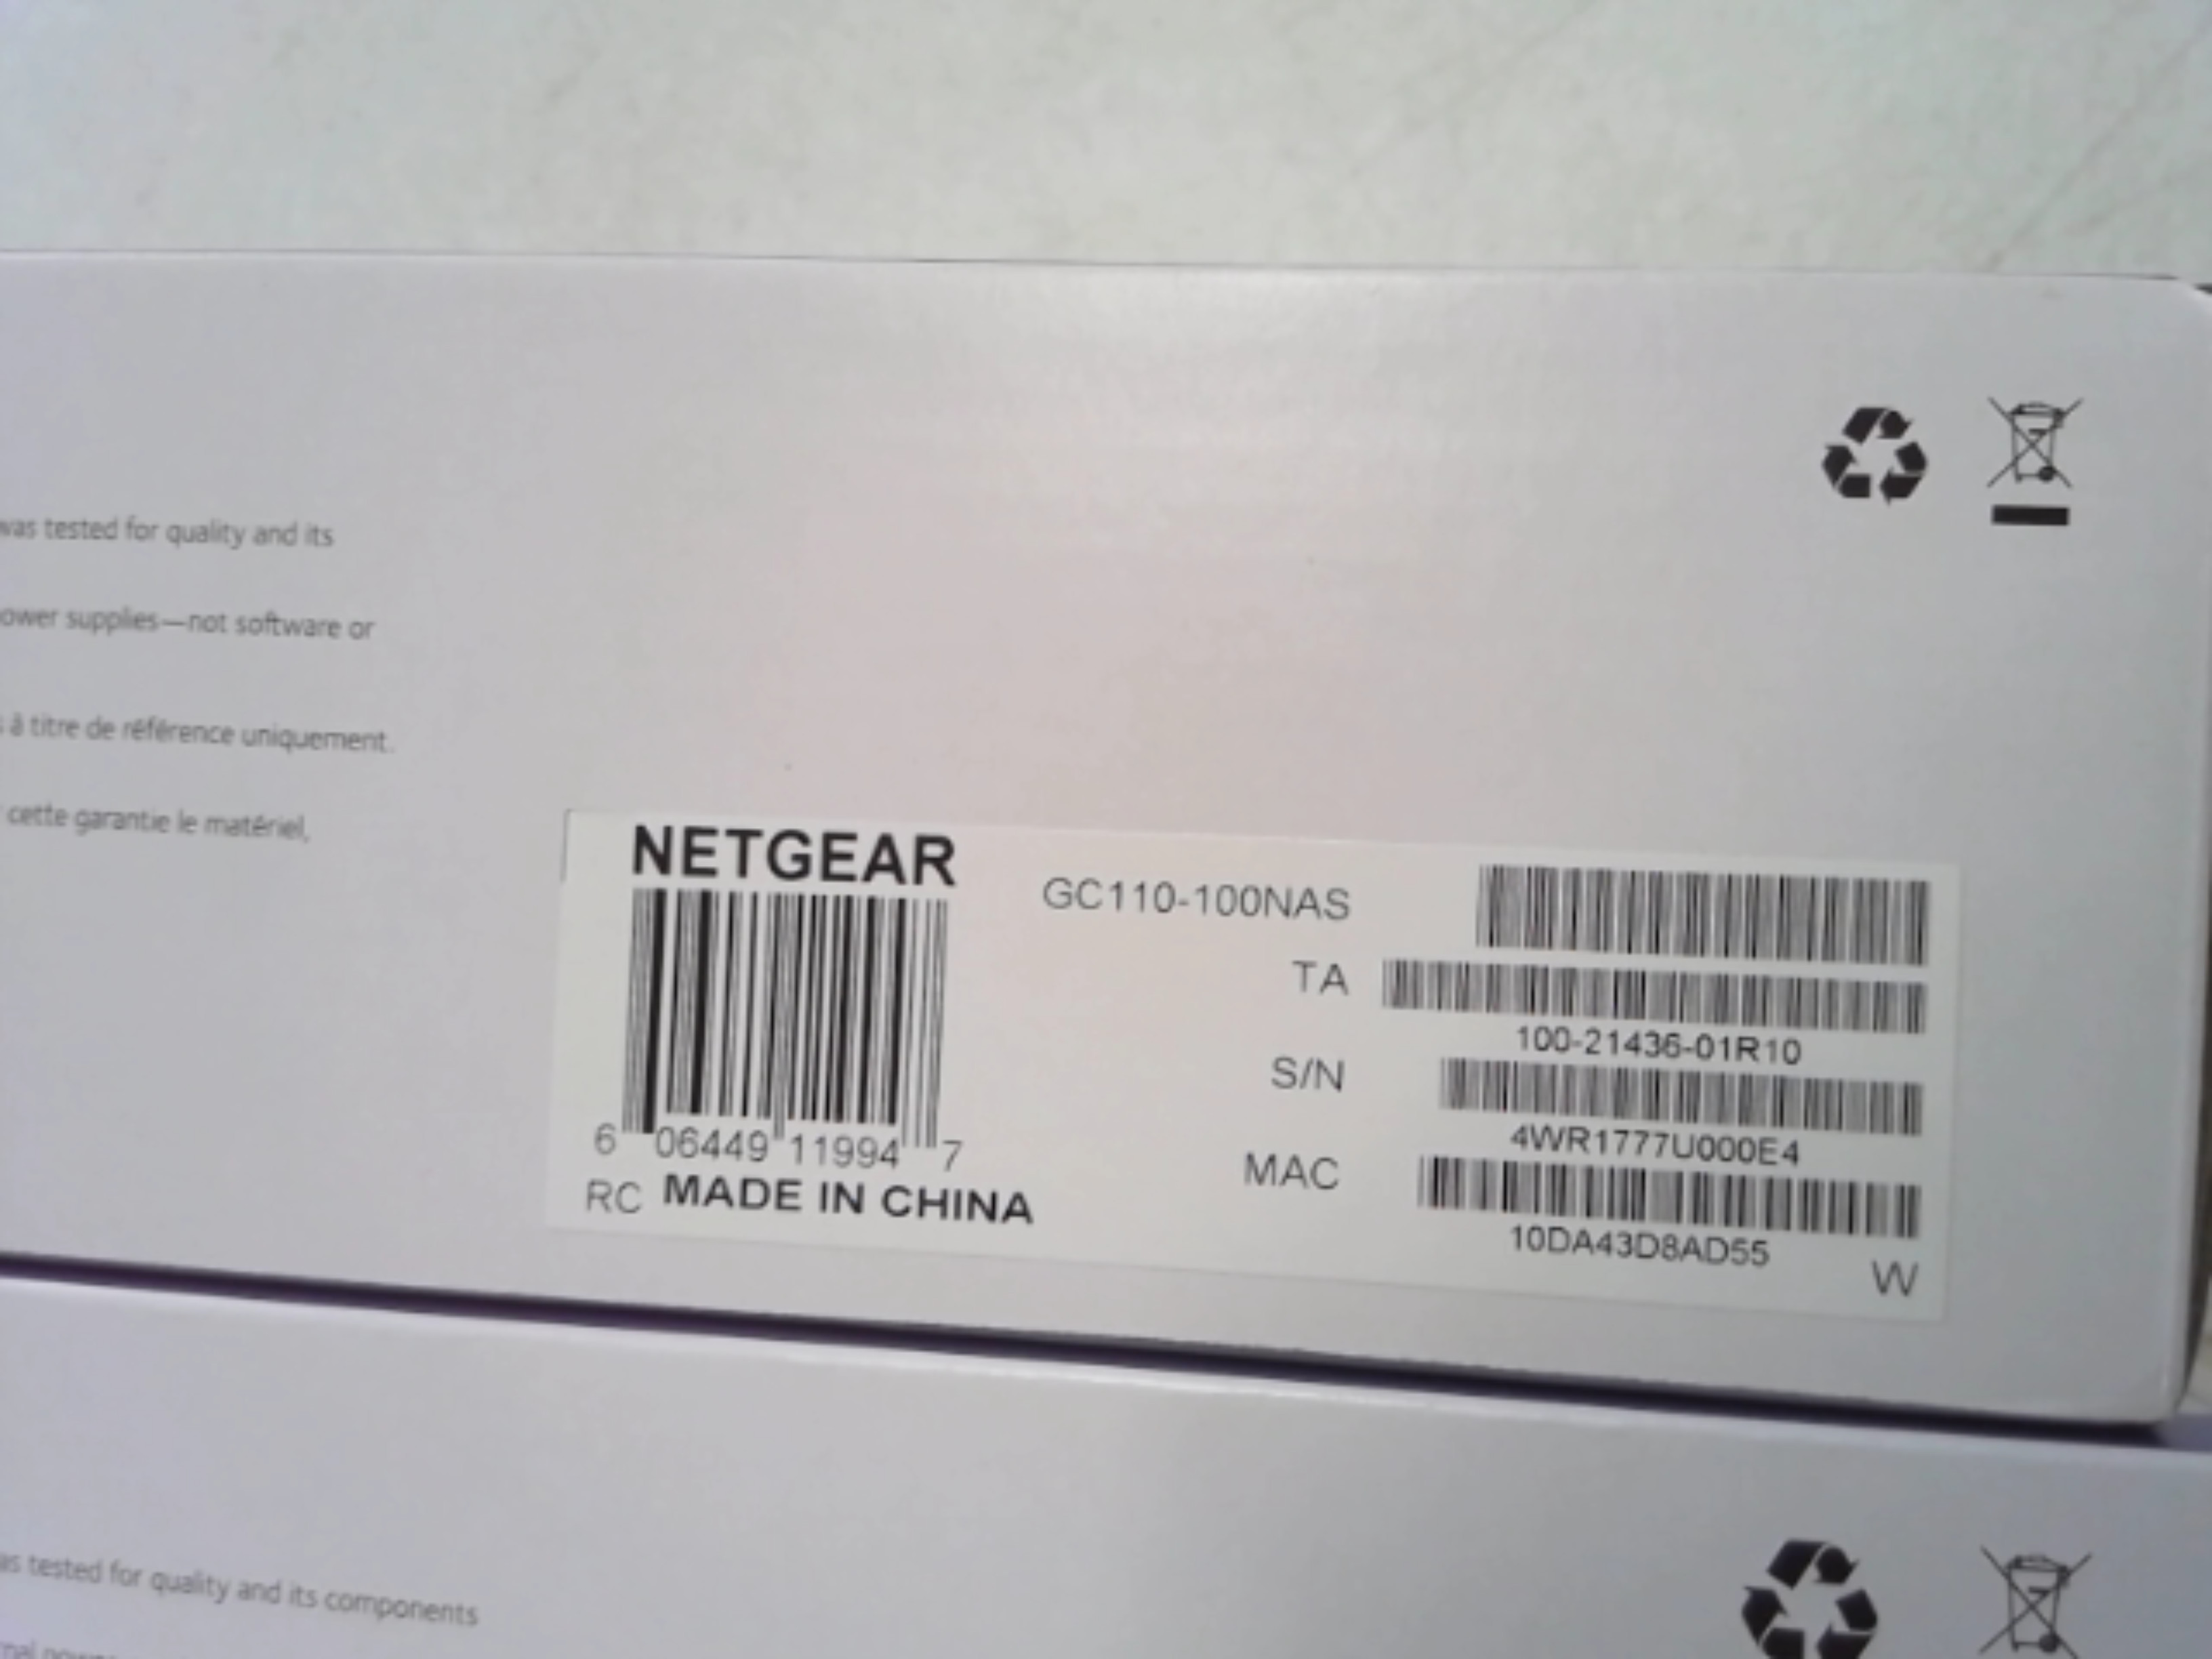 was tested for quality and its
ower supplies—not software or
à titre de référence uniquement.
cette garantie le matériel,
NETGEAR
6 06449 11994 7
RC MADE IN CHINA
GC110-100NAS
TA
100-21436-01R10
S/N
4WR1777U000E4
MAC
10DA43D8AD55
W
as tested for quality and its components